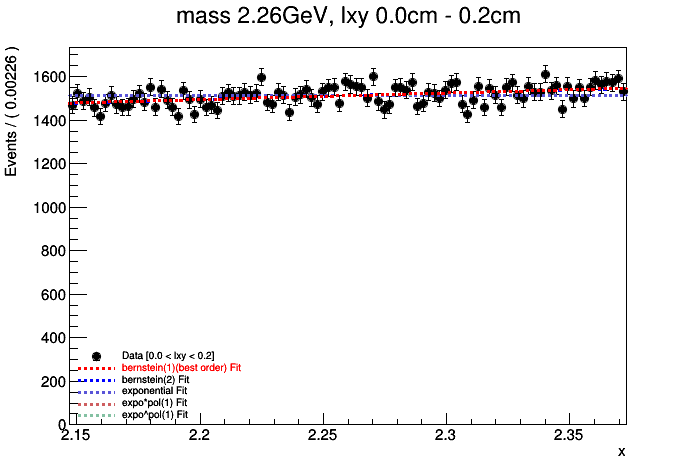 mass 2.26GeV, lxy 0.0cm - 0.2cm
Events / ( 0.00226 )
1600
1400
1200
1000
800
600
400
200
0
Data [0.0 < lxy < 0.2]
bernstein(1)(best order) Fit
bernstein(2) Fit
exponential Fit
expo*pol(1) Fit
expo^pol(1) Fit
2.15 2.2 2.25 2.3 2.35
x